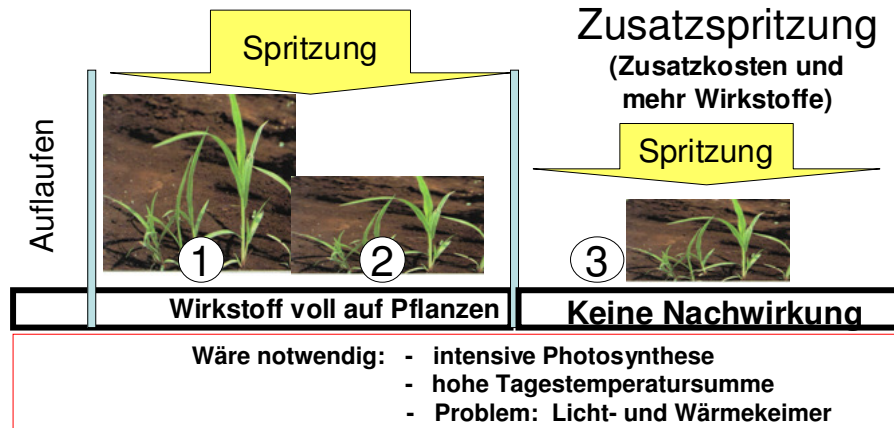 Zusatzspritzung
(Zusatzkosten und
mehr Wirkstoffe)
Spritzung
Spritzung
Auflaufen
1
2
3
Wirkstoff voll auf Pflanzen
Keine Nachwirkung
Wäre notwendig: - intensive Photosynthese
- hohe Tagestemperatursumme
- Problem: Licht- und Wärmekeimer